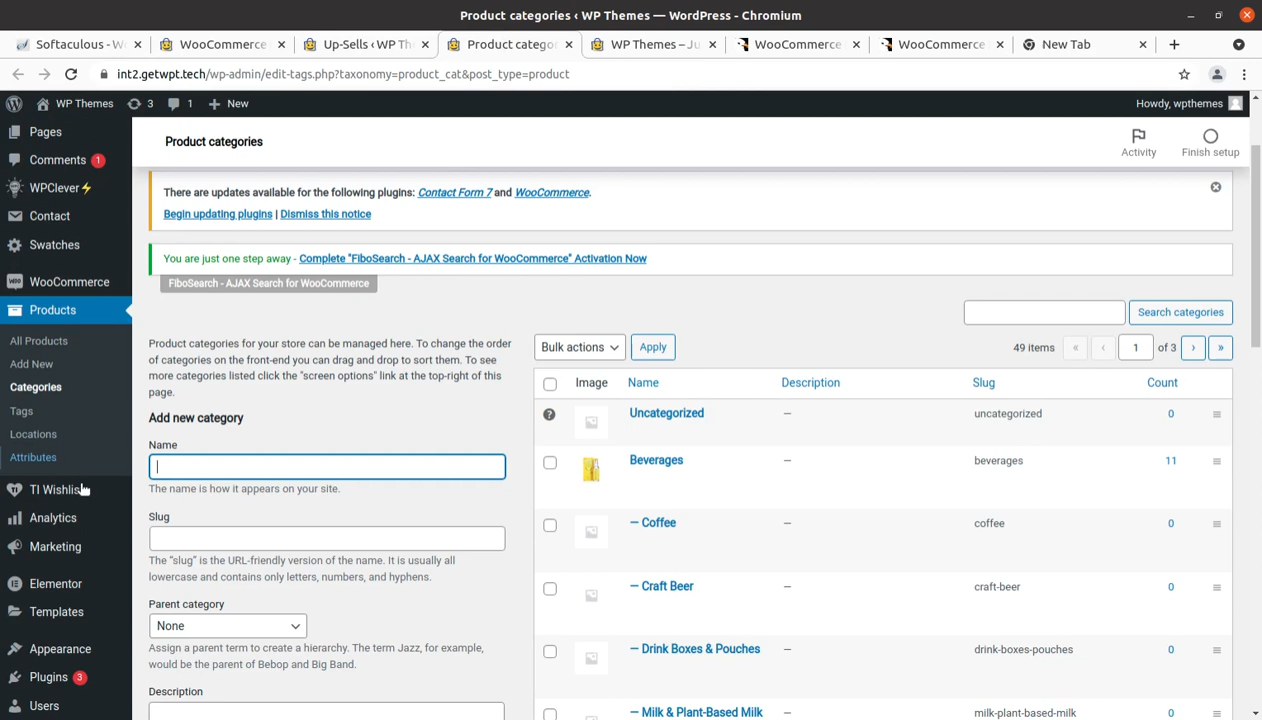 Product categories ‹ WP Themes — WordPress - Chromium
Softaculous - W
WooCommerce
Up-Sells ‹ WP Th
Product categor
WP Themes – Ju
WooCommerce
WooCommerce
New Tab
int2.getwpt.tech/wp-admin/edit-tags.php?taxonomy=product_cat&post_type=product
WP Themes 3 1 New
Howdy, wpthemes
Pages
Comments 1
WPClever⚡
Contact
Swatches
WooCommerce
Products
All Products
Add New
Categories
Tags
Locations
Attributes
TI Wishlis
Analytics
Marketing
Elementor
Templates
Appearance
Plugins 3
Users
Product categories
Activity
Finish setup
There are updates available for the following plugins: Contact Form 7 and WooCommerce.
Begin updating plugins | Dismiss this notice
You are just one step away - Complete "FiboSearch - AJAX Search for WooCommerce" Activation Now
FiboSearch - AJAX Search for WooCommerce
Search categories
Product categories for your store can be managed here. To change the order
of categories on the front-end you can drag and drop to sort them. To see
more categories listed click the "screen options" link at the top-right of this
page.
Add new category
Name
The name is how it appears on your site.
Slug
The “slug” is the URL-friendly version of the name. It is usually all
lowercase and contains only letters, numbers, and hyphens.
Parent category
None
Assign a parent term to create a hierarchy. The term Jazz, for example,
would be the parent of Bebop and Big Band.
Description
Bulk actions
Apply
49 items « ‹ 1 of 3 › »
Image Name Description Slug Count
Uncategorized — uncategorized 0
Beverages — beverages 11
— Coffee — coffee 0
— Craft Beer — craft-beer 0
— Drink Boxes & Pouches — drink-boxes-pouches 0
— Milk & Plant-Based Milk — milk-plant-based-milk 0